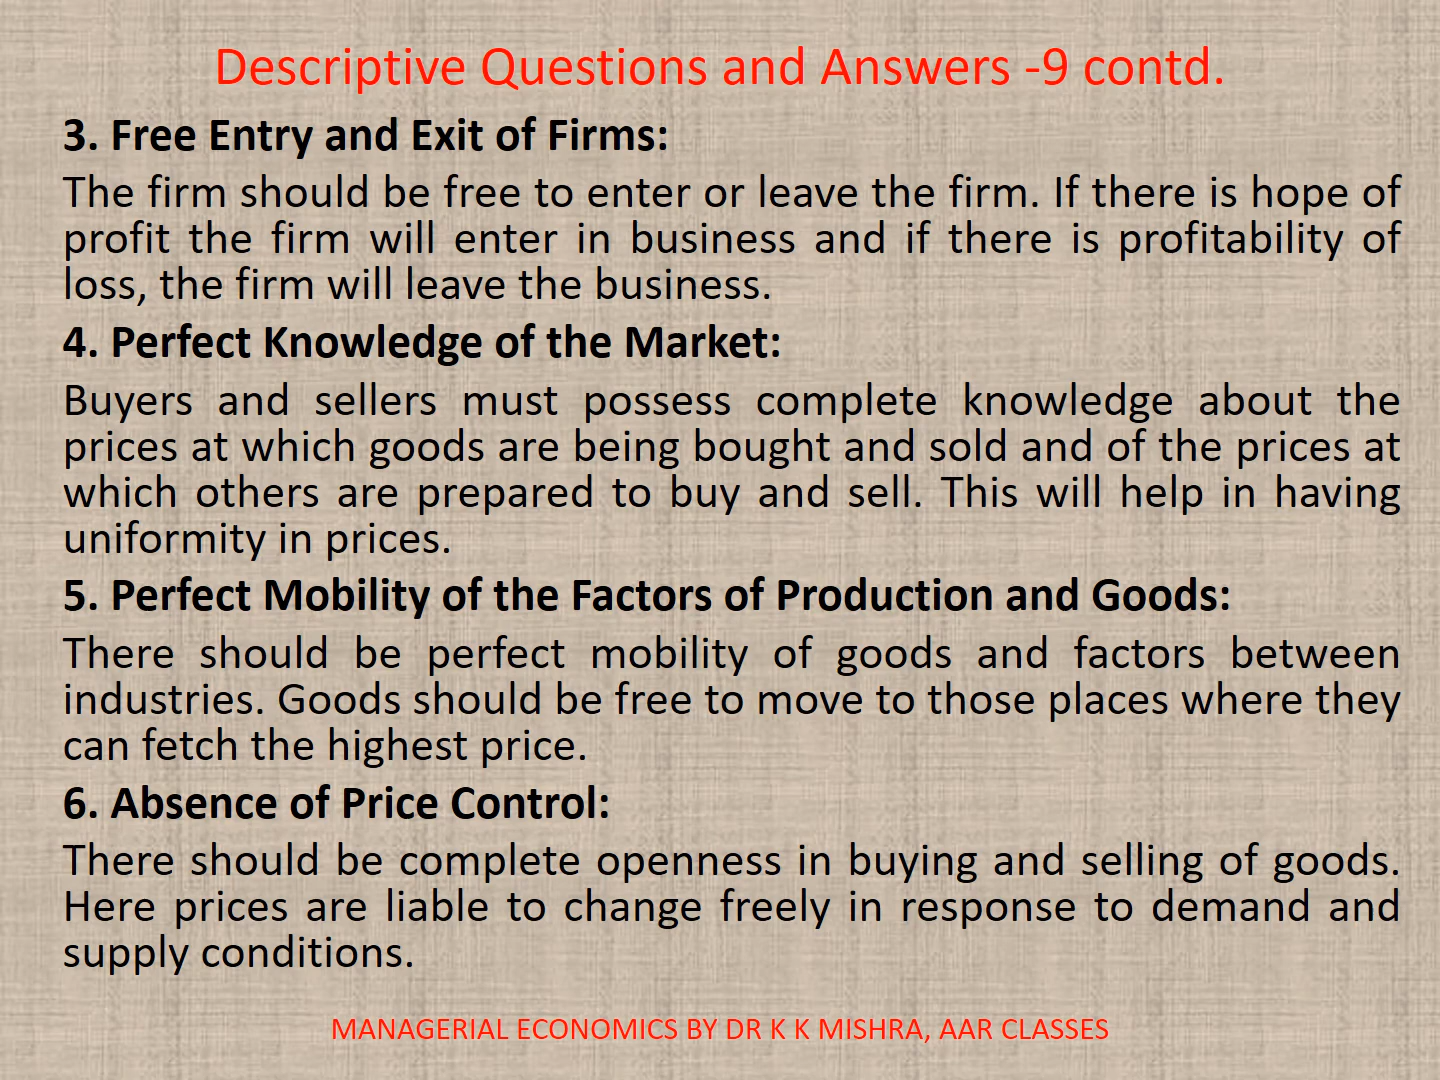 Descriptive Questions and Answers -9 contd.
3. Free Entry and Exit of Firms:
The firm should be free to enter or leave the firm. If there is hope of
profit the firm will enter in business and if there is profitability of
loss, the firm will leave the business.
4. Perfect Knowledge of the Market:
Buyers and sellers must possess complete knowledge about the
prices at which goods are being bought and sold and of the prices at
which others are prepared to buy and sell. This will help in having
uniformity in prices.
5. Perfect Mobility of the Factors of Production and Goods:
There should be perfect mobility of goods and factors between
industries. Goods should be free to move to those places where they
can fetch the highest price.
6. Absence of Price Control:
There should be complete openness in buying and selling of goods.
Here prices are liable to change freely in response to demand and
supply conditions.
MANAGERIAL ECONOMICS BY DR K K MISHRA, AAR CLASSES